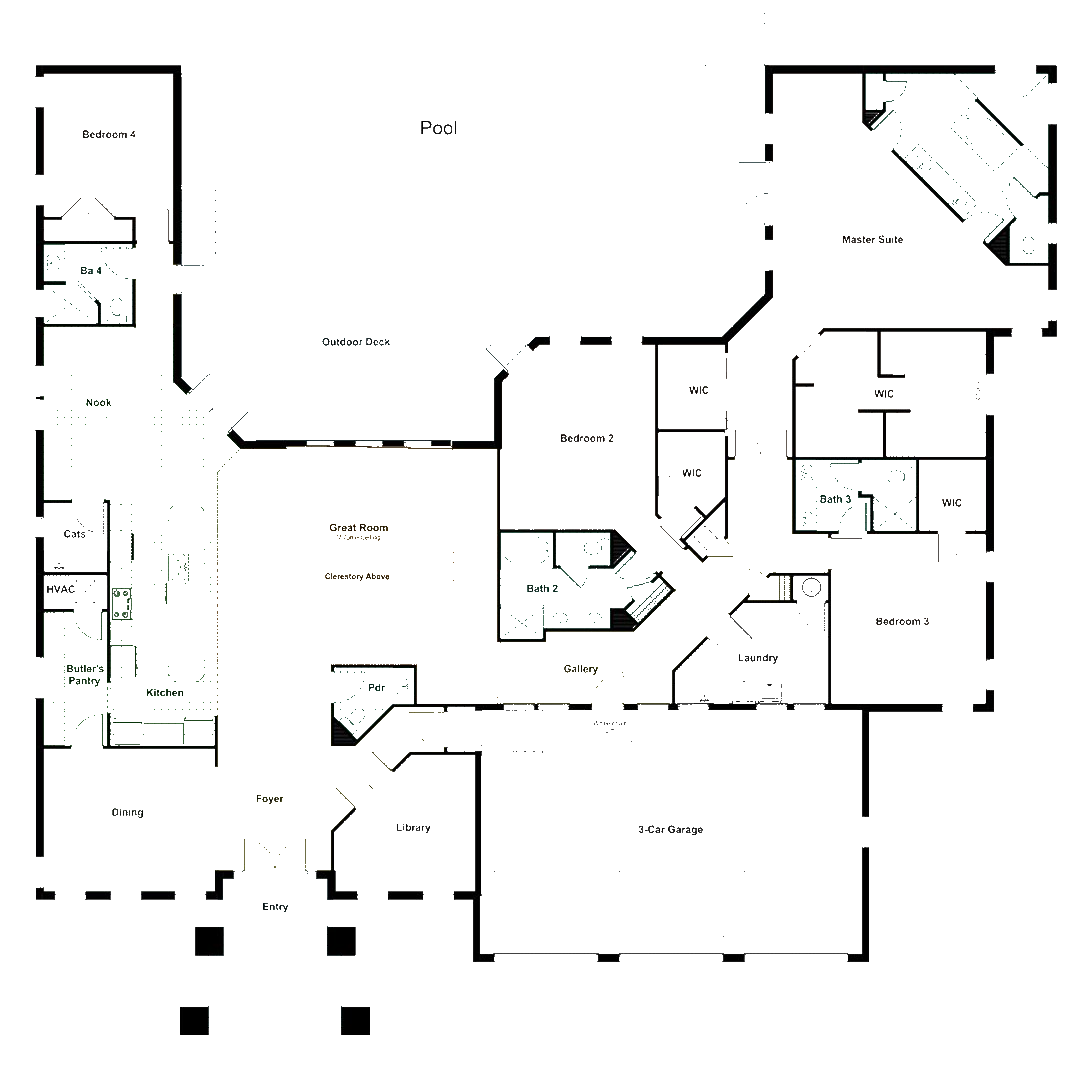 Pool
Bedroom 4
Master Suite
Ba 4
Outdoor Deck
Nook
WIC
WIC
Bedroom 2
WIC
Bath 3
WIC
Great Room
Cats
Clerestory Above
HVAC
Bath 2
Bedroom 3
Laundry
Gallery
Butler's
Pantry
Pdr
Kitchen
Foyer
Dining
Library
3-Car Garage
Entry